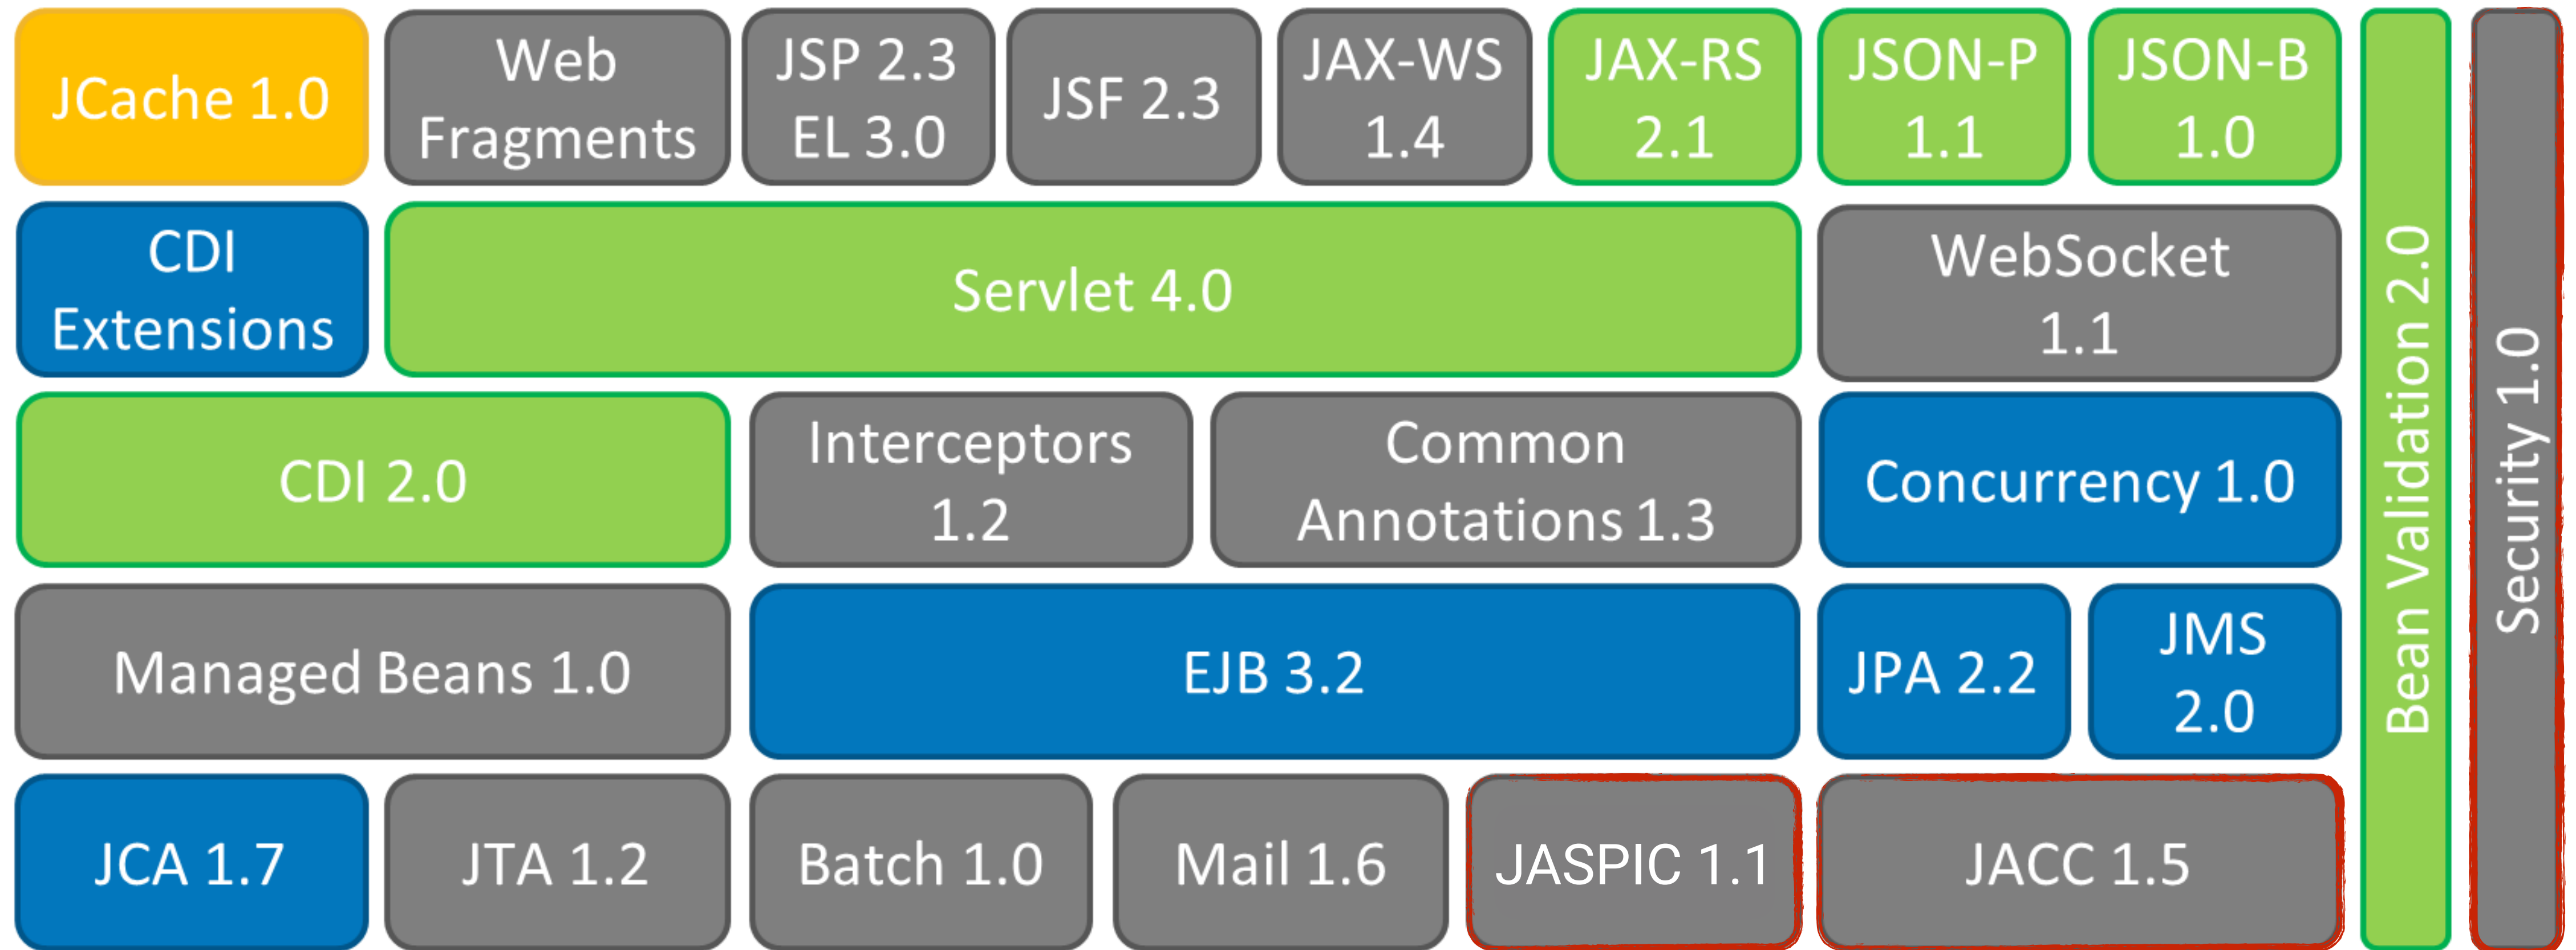 JCache 1.0
Web
Fragments
JSP 2.3
EL 3.0
JSF 2.3
JAX-WS
1.4
JAX-RS
2.1
JSON-P
1.1
JSON-B
1.0
CDI
Extensions
Servlet 4.0
WebSocket
1.1
CDI 2.0
Interceptors
1.2
Common
Annotations 1.3
Concurrency 1.0
Managed Beans 1.0
EJB 3.2
JPA 2.2
JMS
2.0
JCA 1.7
JTA 1.2
Batch 1.0
Mail 1.6
JASPIC 1.1
JACC 1.5
Bean Validation 2.0
Security 1.0